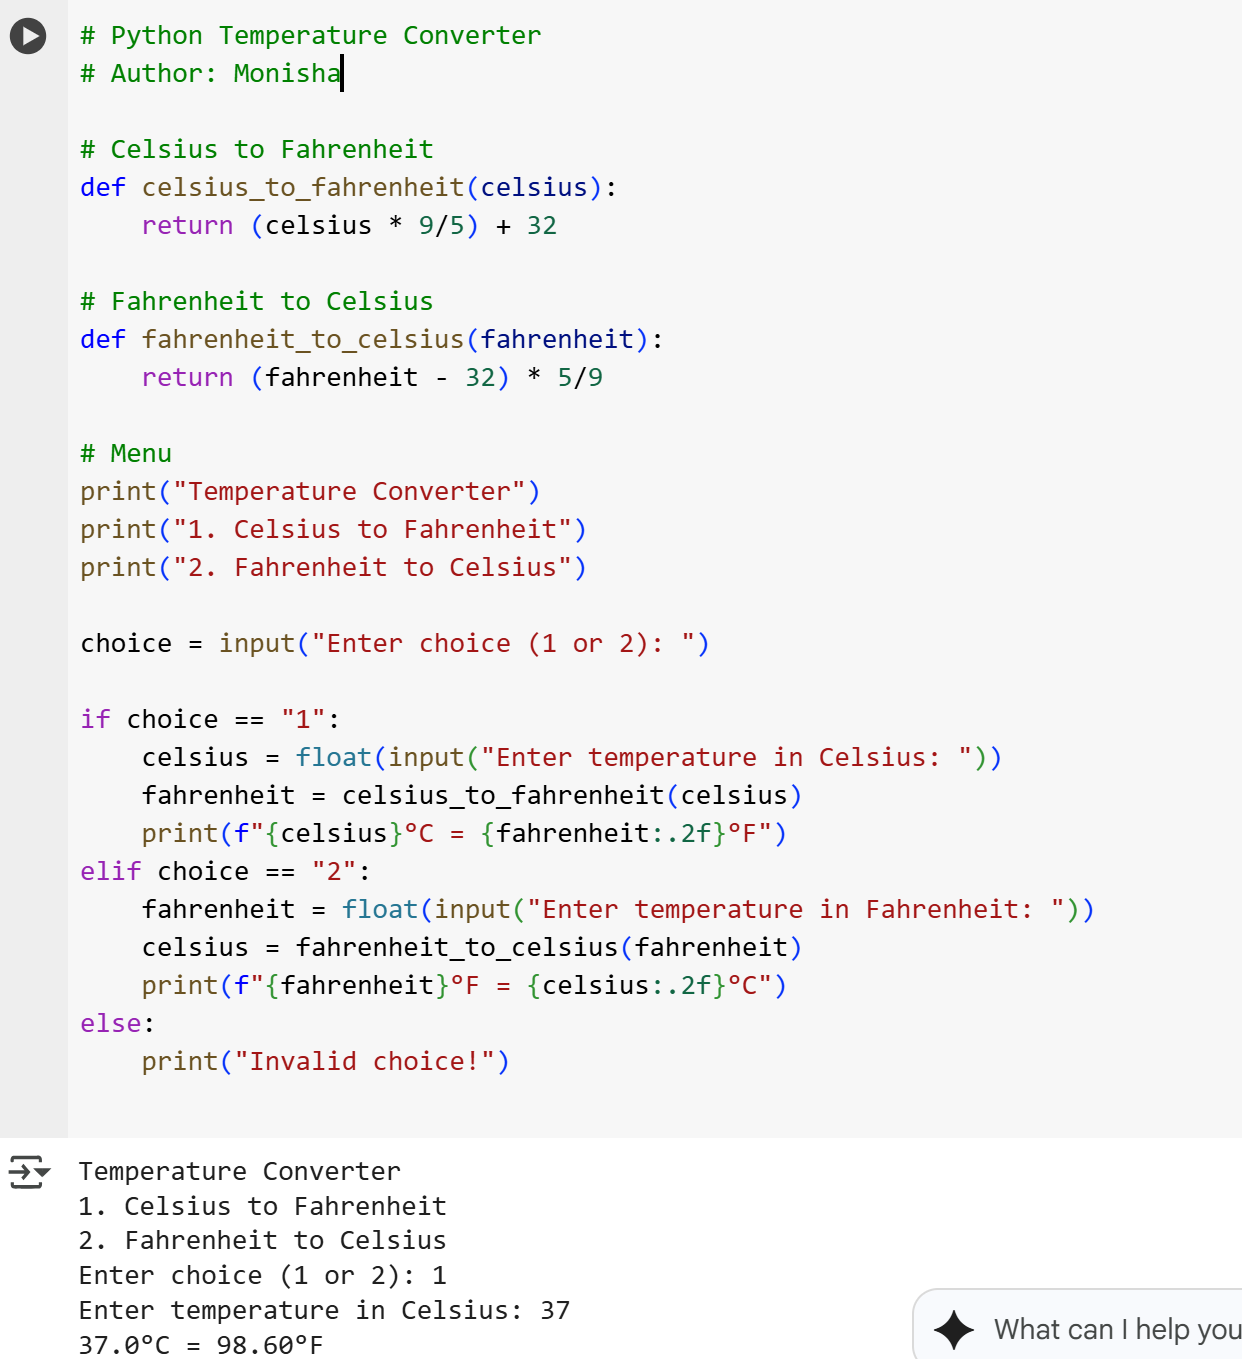 # Python Temperature Converter
# Author: Monisha
# Celsius to Fahrenheit
def celsius_to_fahrenheit(celsius):
    return (celsius * 9/5) + 32
# Fahrenheit to Celsius
def fahrenheit_to_celsius(fahrenheit):
    return (fahrenheit - 32) * 5/9
# Menu
print("Temperature Converter")
print("1. Celsius to Fahrenheit")
print("2. Fahrenheit to Celsius")
choice = input("Enter choice (1 or 2): ")
if choice == "1":
    celsius = float(input("Enter temperature in Celsius: "))
    fahrenheit = celsius_to_fahrenheit(celsius)
    print(f"{celsius}°C = {fahrenheit:.2f}°F")
elif choice == "2":
    fahrenheit = float(input("Enter temperature in Fahrenheit: "))
    celsius = fahrenheit_to_celsius(fahrenheit)
    print(f"{fahrenheit}°F = {celsius:.2f}°C")
else:
    print("Invalid choice!")
Temperature Converter
1. Celsius to Fahrenheit
2. Fahrenheit to Celsius
Enter choice (1 or 2): 1
Enter temperature in Celsius: 37
37.0°C = 98.60°F
What can I help you